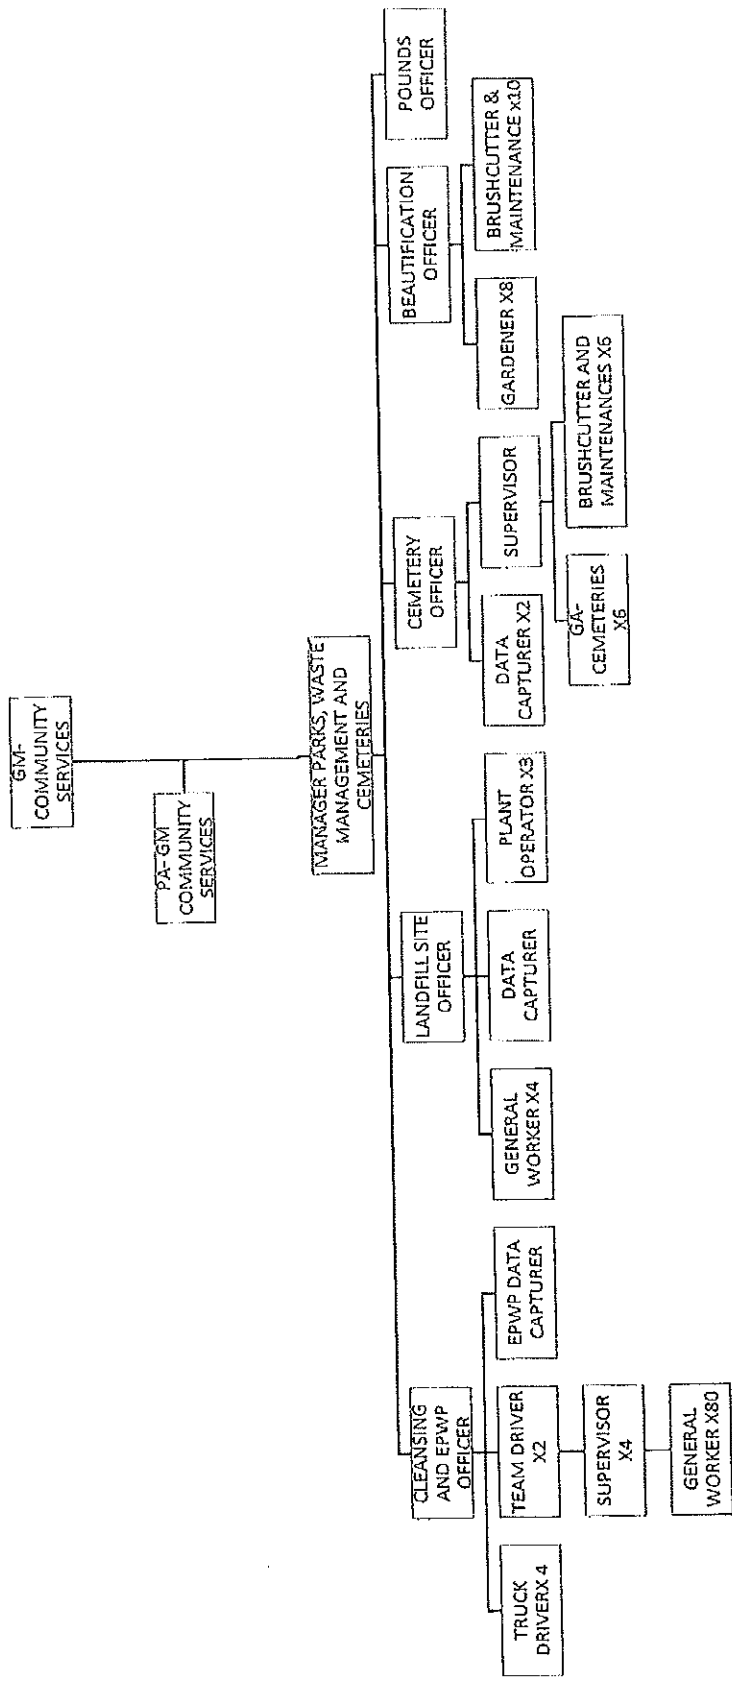 GM-
COMMUNITY
SERVICES
PA- GM
COMMUNITY
SERVICES
MANAGER PARKS, WASTE
MANAGEMENT AND
CEMETERIES
CLEANSING
AND EPWP
OFFICER
LANDFILL SITE
OFFICER
CEMETERY
OFFICER
BEAUTIFICATION
OFFICER
POUNDS
OFFICER
TRUCK
DRIVERX 4
TEAM DRIVER
X2
EPWP DATA
CAPTURER
GENERAL
WORKER X4
DATA
CAPTURER
PLANT
OPERATOR X3
DATA
CAPTURER X2
SUPERVISOR
GARDENER X8
BRUSHCUTTER &
MAINTENANCE x10
SUPERVISOR
X4
GA-
CEMETERIES
X6
BRUSHCUTTER AND
MAINTENANCES X6
GENERAL
WORKER X80